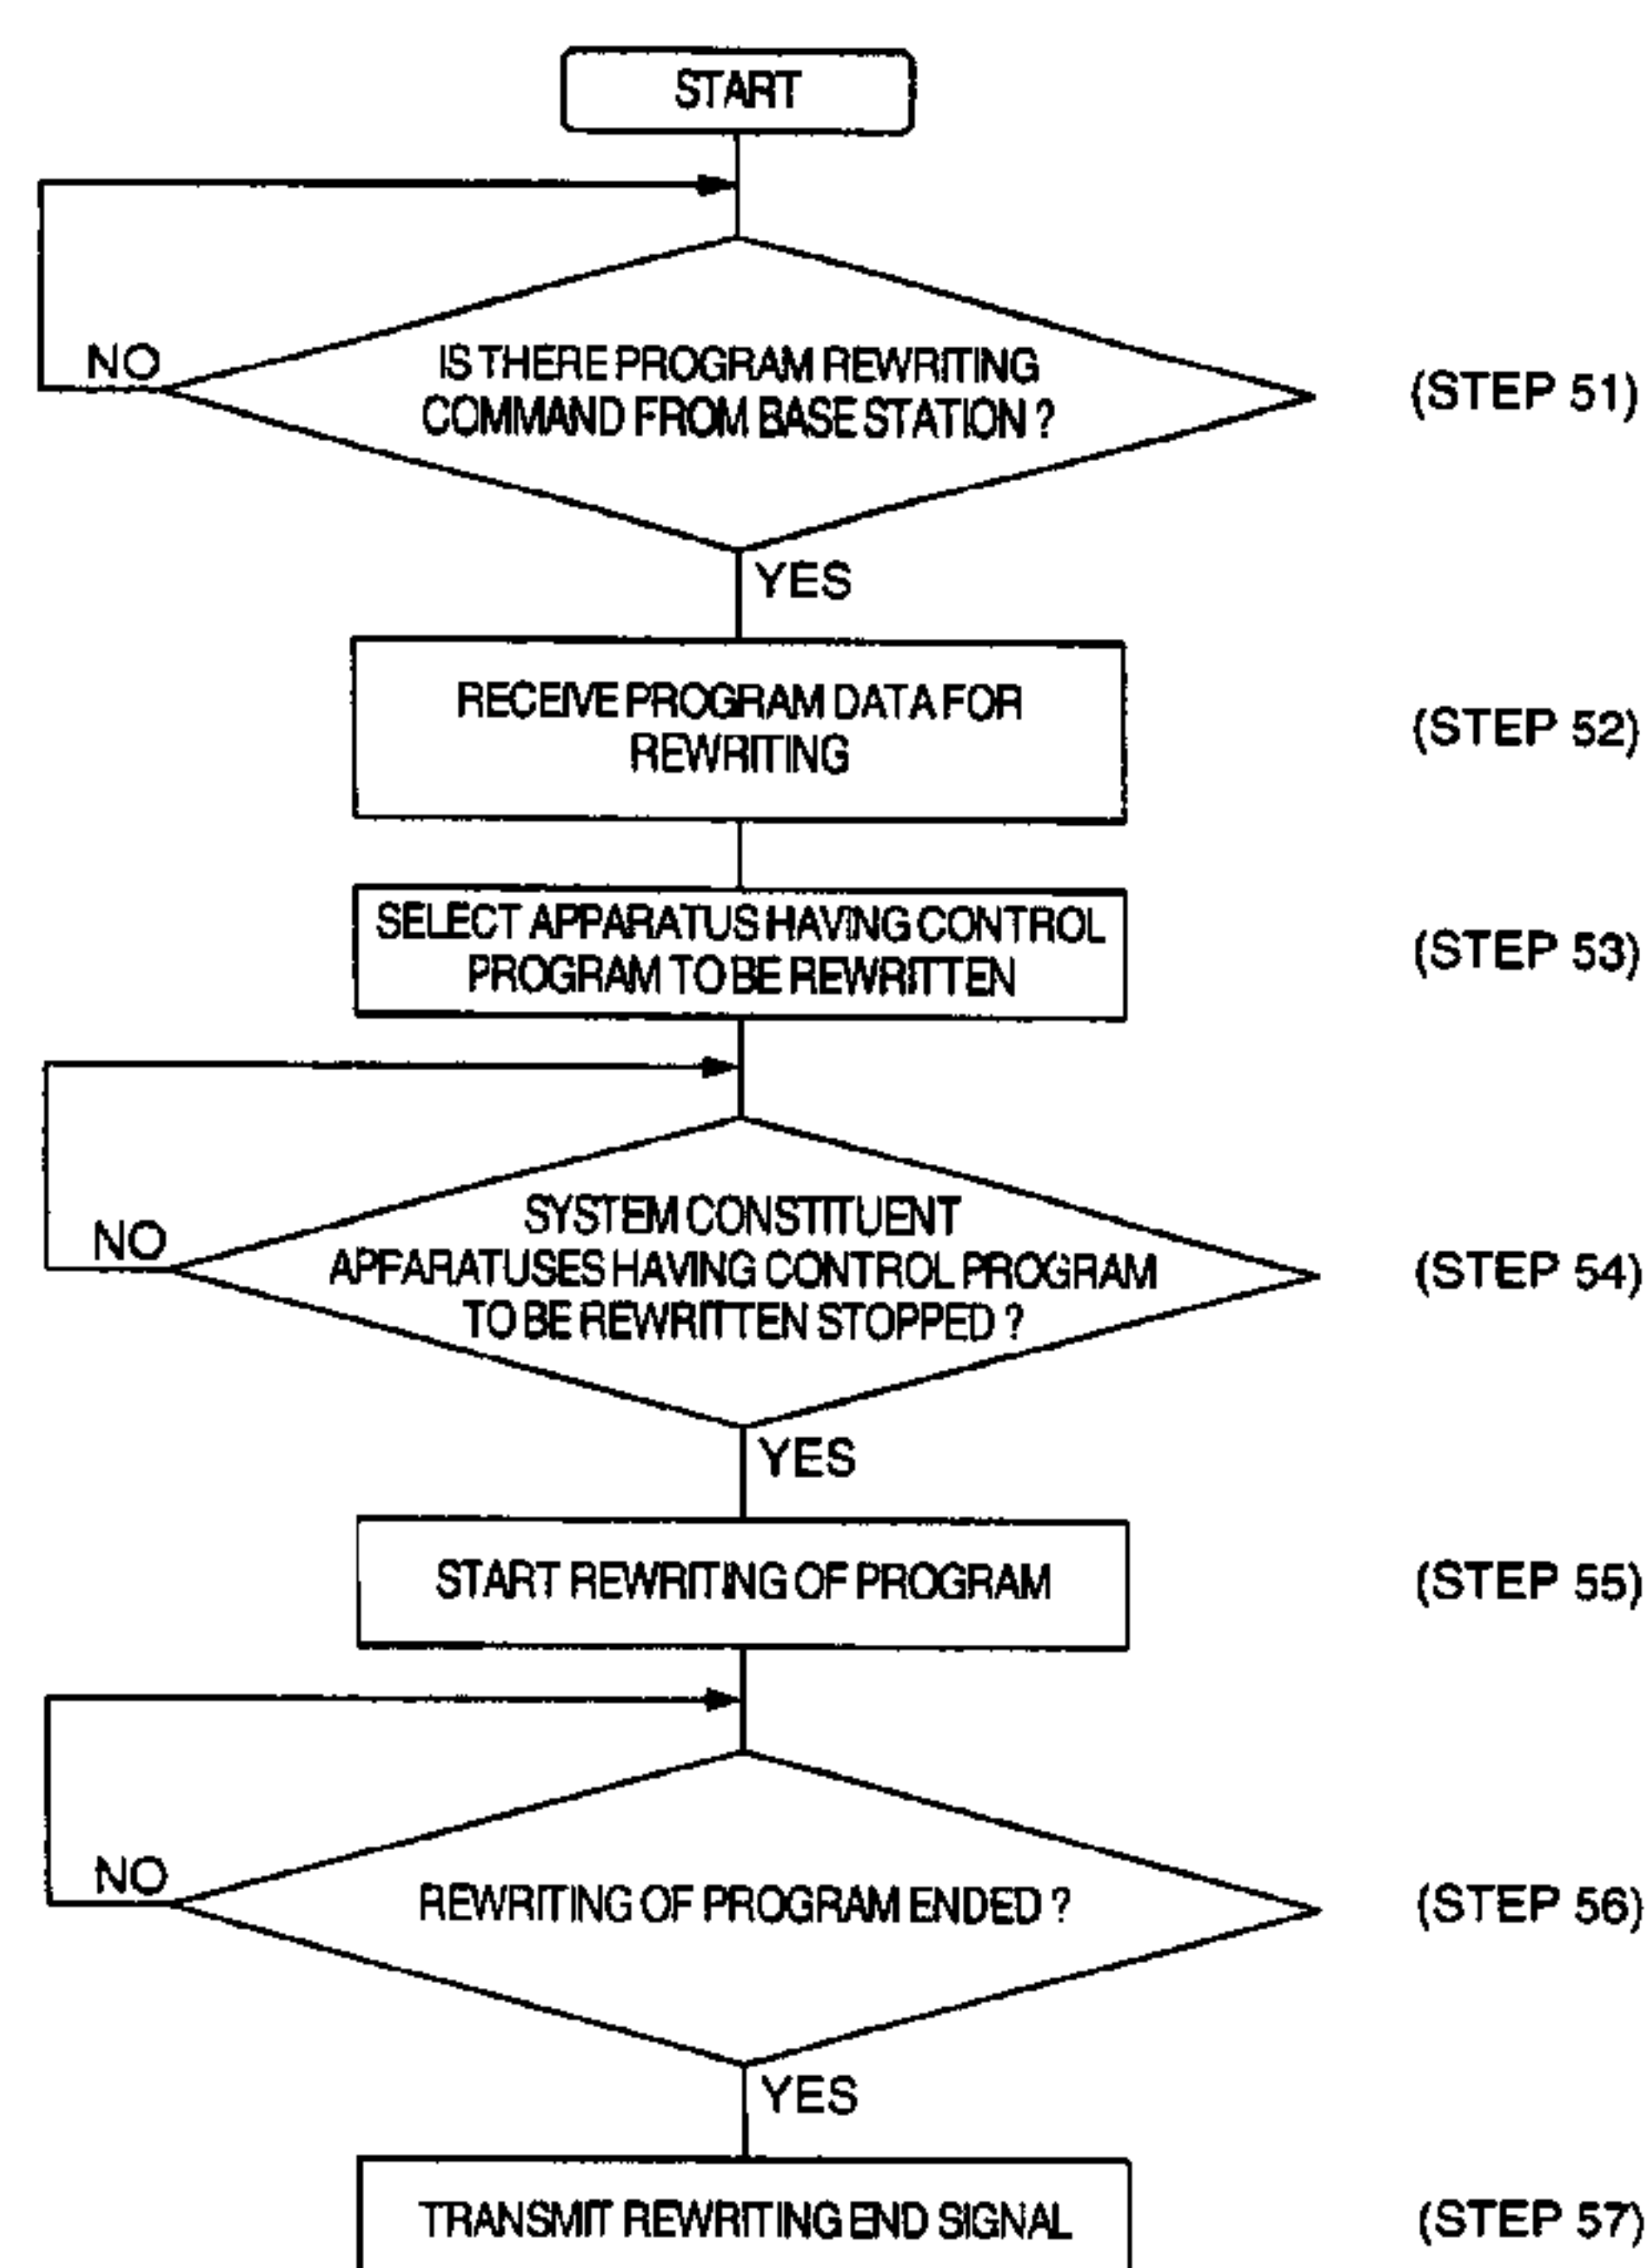 START
NO
IS THERE PROGRAM REWRITING
COMMAND FROM BASE STATION ?
(STEP 51)
YES
RECEIVE PROGRAM DATA FOR
REWRITING
(STEP 52)
SELECT APPARATUS HAVING CONTROL
PROGRAM TO BE REWRITTEN
(STEP 53)
NO
SYSTEM CONSTITUENT
APPARATUSES HAVING CONTROL PROGRAM
TO BE REWRITTEN STOPPED ?
(STEP 54)
YES
START REWRITING OF PROGRAM
(STEP 55)
NO
REWRITING OF PROGRAM ENDED ?
(STEP 56)
YES
TRANSMIT REWRITING END SIGNAL
(STEP 57)